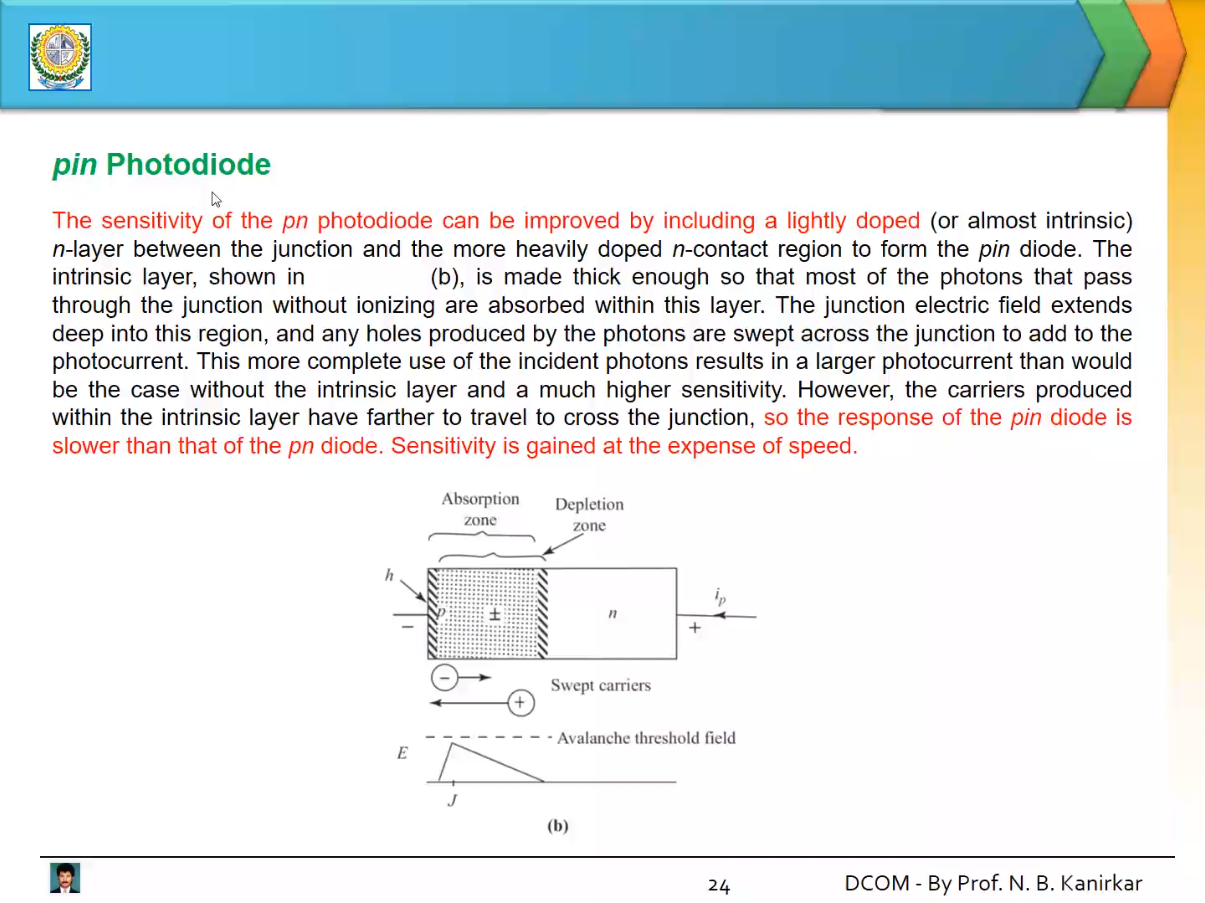 pin Photodiode
The sensitivity of the pn photodiode can be improved by including a lightly doped (or almost intrinsic)
n-layer between the junction and the more heavily doped n-contact region to form the pin diode. The
intrinsic layer, shown in (b), is made thick enough so that most of the photons that pass
through the junction without ionizing are absorbed within this layer. The junction electric field extends
deep into this region, and any holes produced by the photons are swept across the junction to add to the
photocurrent. This more complete use of the incident photons results in a larger photocurrent than would
be the case without the intrinsic layer and a much higher sensitivity. However, the carriers produced
within the intrinsic layer have farther to travel to cross the junction, so the response of the pin diode is
slower than that of the pn diode. Sensitivity is gained at the expense of speed.
Absorption
zone
Depletion
zone
h
p
±
n
i_p
−
+
−
+
Swept carriers
Avalanche threshold field
E
J
(b)
24
DCOM - By Prof. N. B. Kanirkar